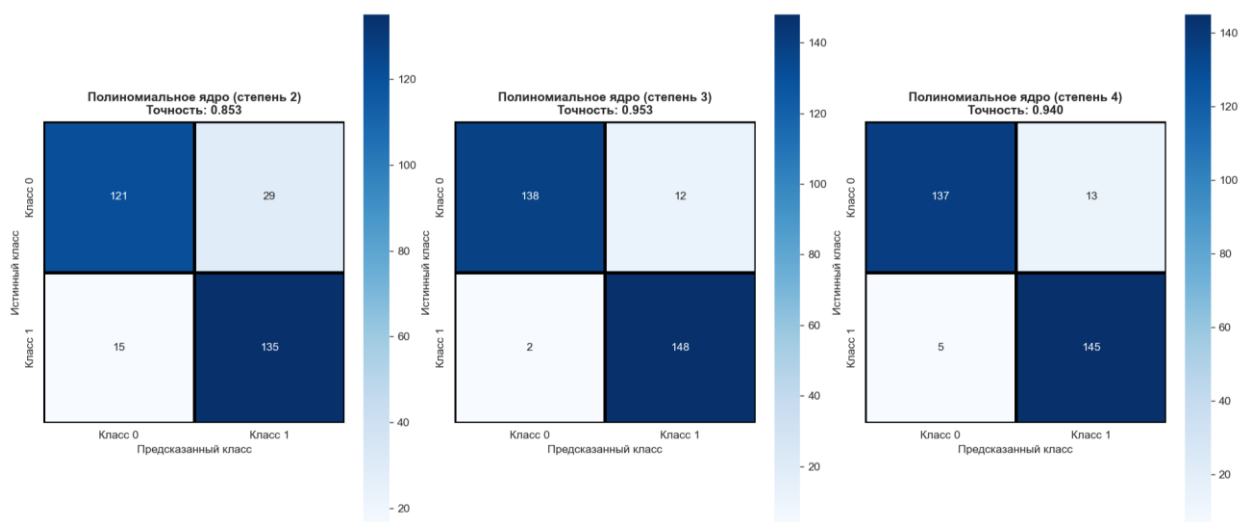 Полиномиальное ядро (степень 2)
Точность: 0.853
Класс 0
Класс 1
Истинный класс
121
29
15
135
Класс 0
Класс 1
Предсказанный класс
120
100
80
60
40
20
Полиномиальное ядро (степень 3)
Точность: 0.953
Класс 0
Класс 1
Истинный класс
138
12
2
148
Класс 0
Класс 1
Предсказанный класс
140
120
100
80
60
40
20
Полиномиальное ядро (степень 4)
Точность: 0.940
Класс 0
Класс 1
Истинный класс
137
13
5
145
Класс 0
Класс 1
Предсказанный класс
140
120
100
80
60
40
20